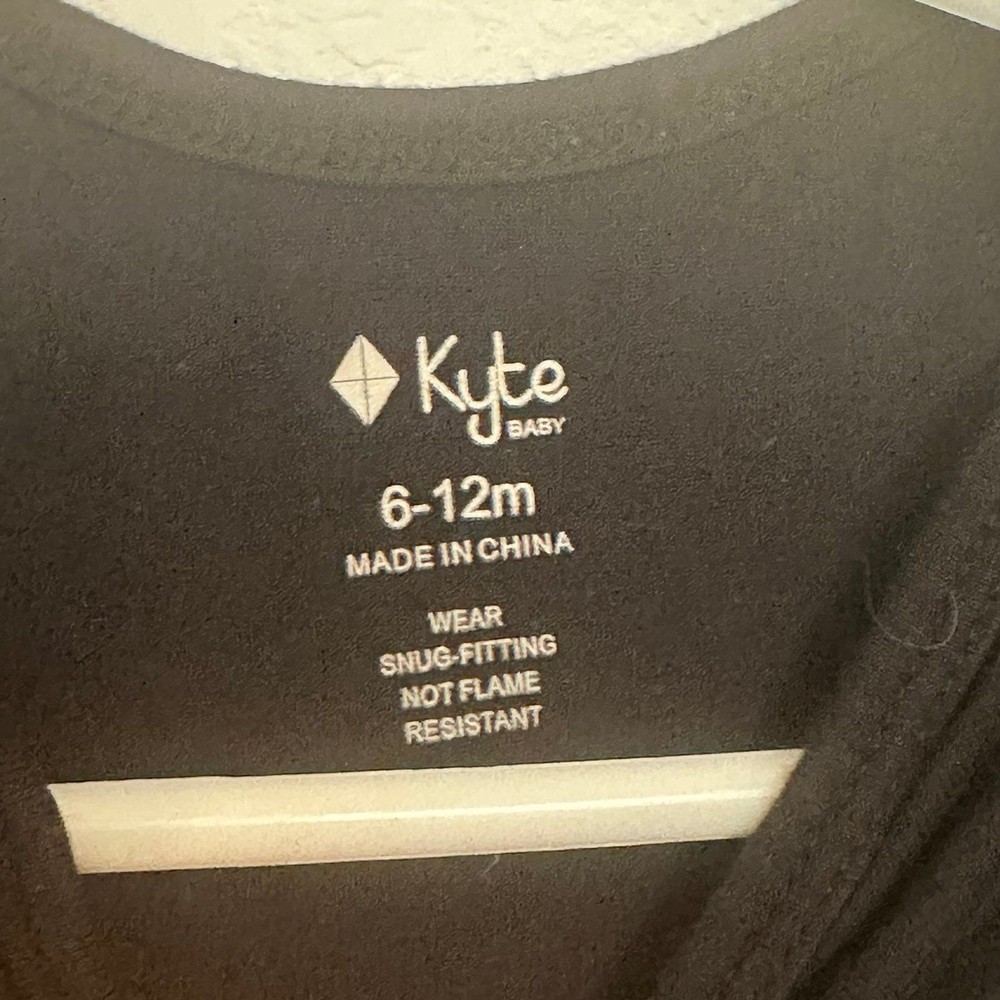 Kyte
BABY
6-12m
MADE IN CHINA
WEAR
SNUG-FITTING
NOT FLAME
RESISTANT